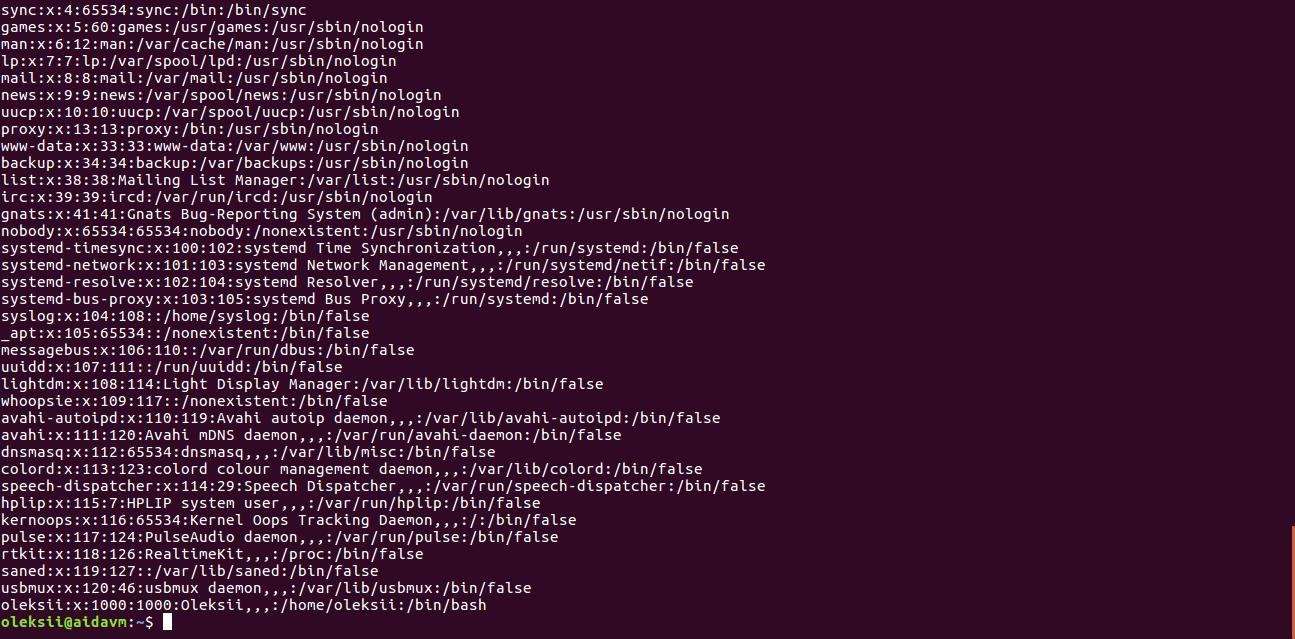 sync:x:4:65534:sync:/bin:/bin/sync
games:x:5:60:games:/usr/games:/usr/sbin/nologin
man:x:6:12:man:/var/cache/man:/usr/sbin/nologin
lp:x:7:7:lp:/var/spool/lpd:/usr/sbin/nologin
mail:x:8:8:mail:/var/mail:/usr/sbin/nologin
news:x:9:9:news:/var/spool/news:/usr/sbin/nologin
uucp:x:10:10:uucp:/var/spool/uucp:/usr/sbin/nologin
proxy:x:13:13:proxy:/bin:/usr/sbin/nologin
www-data:x:33:33:www-data:/var/www:/usr/sbin/nologin
backup:x:34:34:backup:/var/backups:/usr/sbin/nologin
list:x:38:38:Mailing List Manager:/var/list:/usr/sbin/nologin
irc:x:39:39:ircd:/var/run/ircd:/usr/sbin/nologin
gnats:x:41:41:Gnats Bug-Reporting System (admin):/var/lib/gnats:/usr/sbin/nologin
nobody:x:65534:65534:nobody:/nonexistent:/usr/sbin/nologin
systemd-timesync:x:100:102:systemd Time Synchronization,,,:/run/systemd:/bin/false
systemd-network:x:101:103:systemd Network Management,,,:/run/systemd/netif:/bin/false
systemd-resolve:x:102:104:systemd Resolver,,,:/run/systemd/resolve:/bin/false
systemd-bus-proxy:x:103:105:systemd Bus Proxy,,,:/run/systemd:/bin/false
syslog:x:104:108::/home/syslog:/bin/false
_apt:x:105:65534::/nonexistent:/bin/false
messagebus:x:106:110::/var/run/dbus:/bin/false
uuidd:x:107:111::/run/uuidd:/bin/false
lightdm:x:108:114:Light Display Manager:/var/lib/lightdm:/bin/false
whoopsie:x:109:117::/nonexistent:/bin/false
avahi-autoipd:x:110:119:Avahi autoip daemon,,,:/var/lib/avahi-autoipd:/bin/false
avahi:x:111:120:Avahi mDNS daemon,,,:/var/run/avahi-daemon:/bin/false
dnsmasq:x:112:65534:dnsmasq,,,:/var/lib/misc:/bin/false
colord:x:113:123:colord colour management daemon,,,:/var/lib/colord:/bin/false
speech-dispatcher:x:114:29:Speech Dispatcher,,,:/var/run/speech-dispatcher:/bin/false
hplip:x:115:7:HPLIP system user,,,:/var/run/hplip:/bin/false
kernoops:x:116:65534:Kernel Oops Tracking Daemon,,,:/:/bin/false
pulse:x:117:124:PulseAudio daemon,,,:/var/run/pulse:/bin/false
rtkit:x:118:126:RealtimeKit,,,:/proc:/bin/false
saned:x:119:127::/var/lib/saned:/bin/false
usbmux:x:120:46:usbmux daemon,,,:/var/lib/usbmux:/bin/false
oleksii:x:1000:1000:Oleksii,,,:/home/oleksii:/bin/bash
oleksii@aidavm:~$